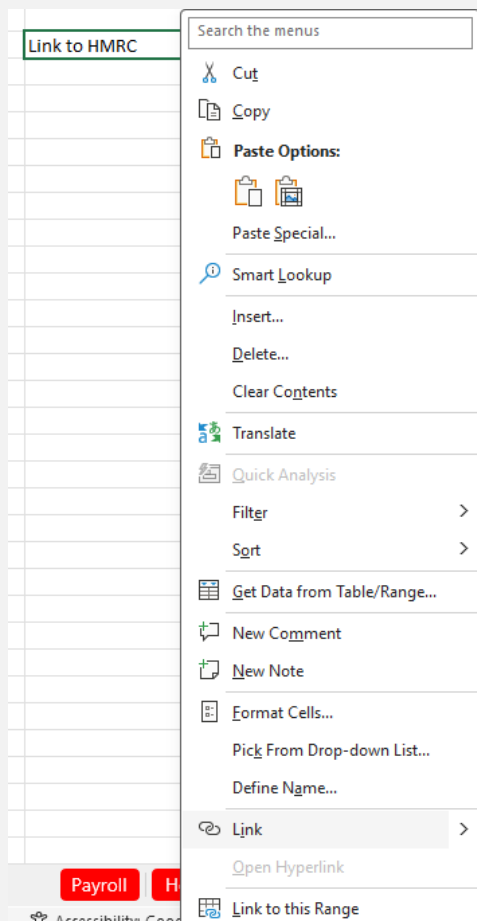 Search the menus
Link to HMRC
Cut
Copy
Paste Options:
Paste Special...
Smart Lookup
Insert...
Delete...
Clear Contents
Translate
Quick Analysis
Filter
Sort
Get Data from Table/Range...
New Comment
New Note
Format Cells...
Pick From Drop-down List...
Define Name...
Link
Open Hyperlink
Payroll
Link to this Range
Accessibility: